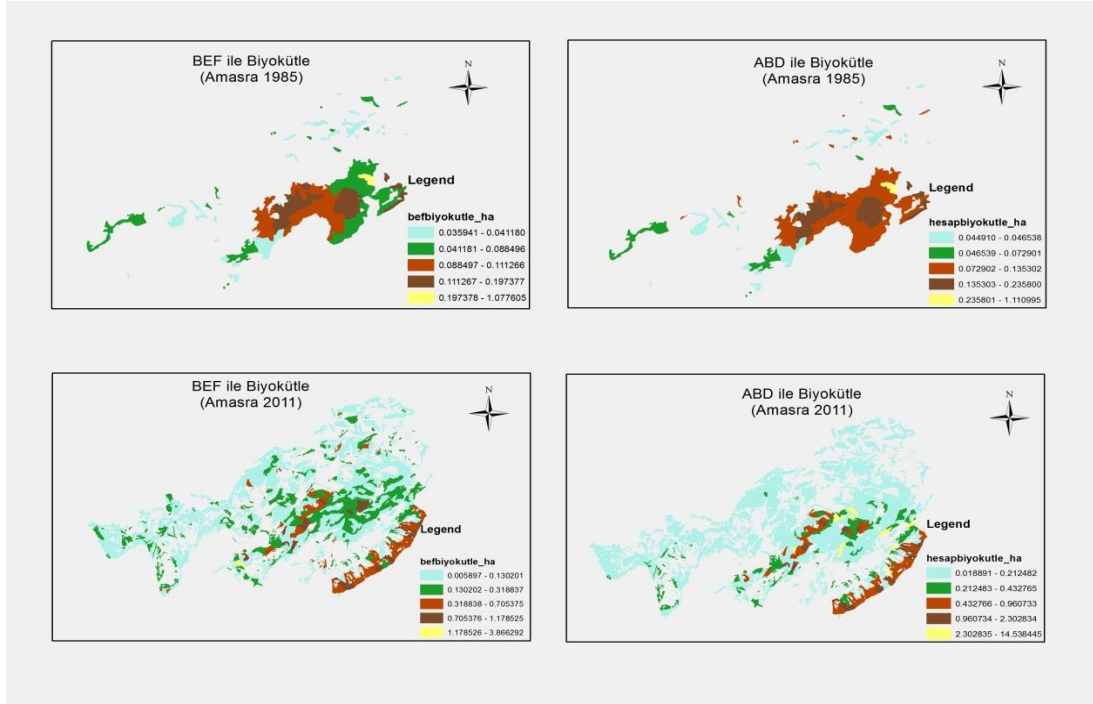 BEF ile Biyokütle
(Amasra 1985)
N
Legend
befbiyokutle_ha
0.035941 - 0.041180
0.041181 - 0.088496
0.088497 - 0.111266
0.111267 - 0.197377
0.197378 - 1.077605
ABD ile Biyokütle
(Amasra 1985)
N
Legend
hesapbiyokutle_ha
0.044910 - 0.046538
0.046539 - 0.072901
0.072902 - 0.135302
0.135303 - 0.235800
0.235801 - 1.110995
BEF ile Biyokütle
(Amasra 2011)
N
Legend
befbiyokutle_ha
0.005897 - 0.130201
0.130202 - 0.318837
0.318838 - 0.705375
0.705376 - 1.178525
1.178526 - 3.866292
ABD ile Biyokütle
(Amasra 2011)
N
Legend
hesapbiyokutle_ha
0.018891 - 0.212482
0.212483 - 0.432765
0.432766 - 0.960733
0.960734 - 2.302834
2.302835 - 14.538445